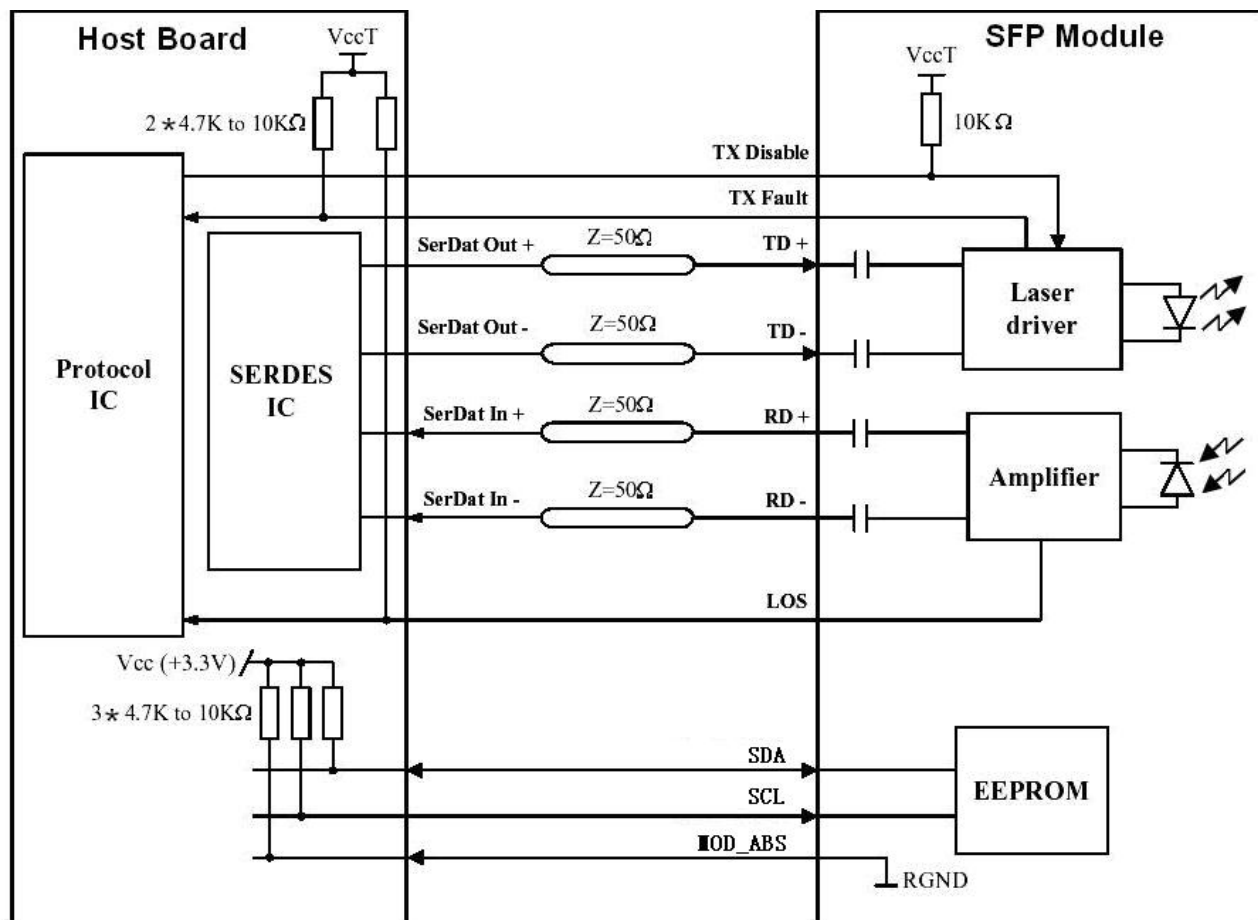 Host Board
SFP Module
VccT
VccT
2*4.7K to 10KΩ
10KΩ
TX Disable
TX Fault
SerDat Out +
Z=50Ω
TD +
Laser
driver
SerDat Out -
Z=50Ω
TD -
Protocol
IC
SERDES
IC
SerDat In +
Z=50Ω
RD +
Amplifier
SerDat In -
Z=50Ω
RD -
LOS
Vcc (+3.3V)
3*4.7K to 10KΩ
SDA
SCL
EEPROM
MOD_ABS
RGND